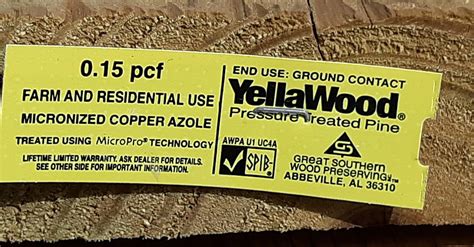 0.15 pcf
FARM AND RESIDENTIAL USE
MICRONIZED COPPER AZOLE
TREATED USING MicroPro® TECHNOLOGY
LIFETIME LIMITED WARRANTY. ASK DEALER FOR DETAILS.
SEE OTHER SIDE FOR IMPORTANT INFORMATION.
END USE: GROUND CONTACT
YellaWood®
Pressure Treated Pine
AWPA U1 UC4A
SPIB®
GREAT SOUTHERN
WOOD PRESERVING
ABBEVILLE, AL 36310